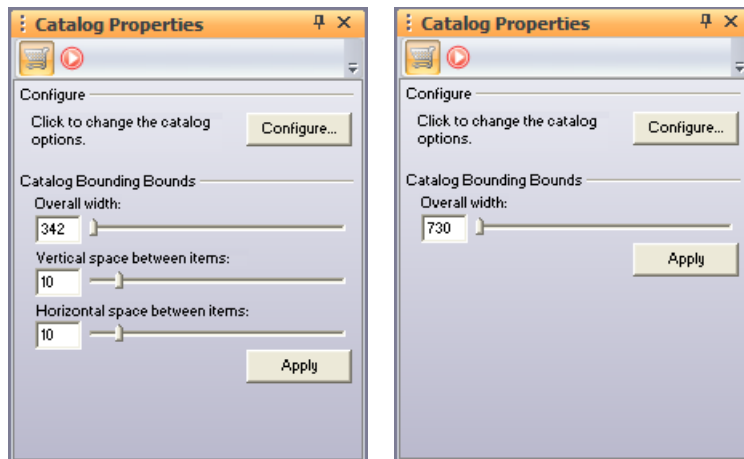 Catalog Properties
Configure
Click to change the catalog
options.
Configure...
Catalog Bounding Bounds
Overall width:
342
Vertical space between items:
10
Horizontal space between items:
10
Apply
Catalog Properties
Configure
Click to change the catalog
options.
Configure...
Catalog Bounding Bounds
Overall width:
730
Apply